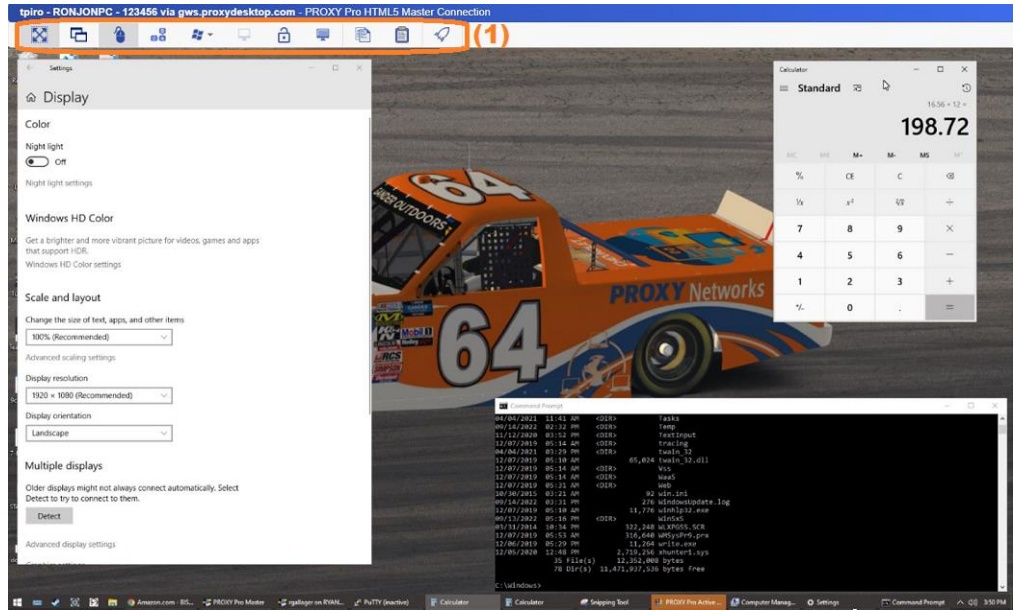 tpiro - RONJONPC - 123456 via gws.proxydesktop.com - PROXY Pro HTML5 Master Connection
(1)
Settings
Display
Color
Night light
Off
Night light settings
Windows HD Color
Get a brighter and more vibrant picture for videos, games and apps
that support HDR.
Windows HD Color settings
Scale and layout
Change the size of text, apps, and other items
100% (Recommended)
Advanced scaling settings
Display resolution
1920 × 1080 (Recommended)
Display orientation
Landscape
Multiple displays
Older displays might not always connect automatically. Select
Detect to try to connect to them.
Detect
Advanced display settings
Calculator
Standard
16.56 × 12 =
198.72
MC MR M+ M- MS
% CE C
7 8 9 ×
4 5 6 −
1 2 3 +
0 . =
64
OUTDOORS
PROXY Networks
64
Mobil 1
Command Prompt
04/04/2021 11:41 AM <DIR> Tasks
09/14/2022 02:32 PM <DIR> Temp
11/12/2020 03:52 PM <DIR> TextInput
12/07/2019 05:14 AM <DIR> tracing
04/04/2021 03:29 PM <DIR> twain_32
12/07/2019 05:10 AM 65,024 twain_32.dll
12/07/2019 05:14 AM <DIR> Vss
12/07/2019 05:14 AM <DIR> WaaS
12/07/2019 05:31 AM <DIR> Web
10/30/2015 03:21 AM 92 win.ini
09/14/2022 03:31 PM 276 WindowsUpdate.log
12/07/2019 05:10 AM 11,776 winhlp32.exe
09/13/2022 05:16 PM <DIR> WinSxS
03/31/2014 10:34 PM 322,248 WLXPGSS.SCR
12/07/2019 05:53 AM 316,640 WMSysPr9.prx
12/06/2019 05:29 PM 11,264 write.exe
12/05/2020 12:48 PM 2,719,256 xhunter1.sys
35 File(s) 12,352,008 bytes
78 Dir(s) 11,471,937,536 bytes free
C:\Windows>
Amazon.com - BIS... PROXY Pro Master rgallager on RYAN... PuTTY (inactive) Calculator Calculator Snipping Tool PROXY Pro Active ... Computer Manag... Settings Command Prompt 3:50 PM